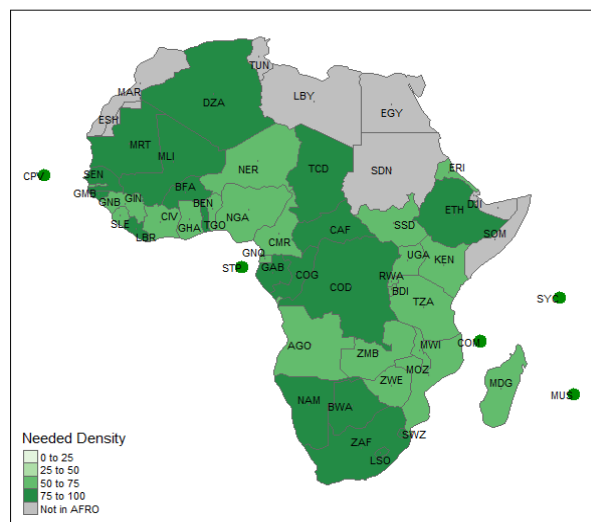 TUN
MAR
DZA
LBY
EGY
ESH
MRT
MLI
NER
TCD
SDN
ERI
CPV
SEN
GMB
BFA
DJI
GNB
GIN
BEN
ETH
SLE
CIV
NGA
SSD
SOM
LBR
GHA
TGO
CAF
CMR
GNQ
UGA
KEN
STP
GAB
COG
COD
RWA
BDI
TZA
SYC
AGO
MWI
COM
ZMB
MOZ
MDG
ZWE
MUS
NAM
BWA
SWZ
ZAF
LSO
Needed Density
0 to 25
25 to 50
50 to 75
75 to 100
Not in AFRO